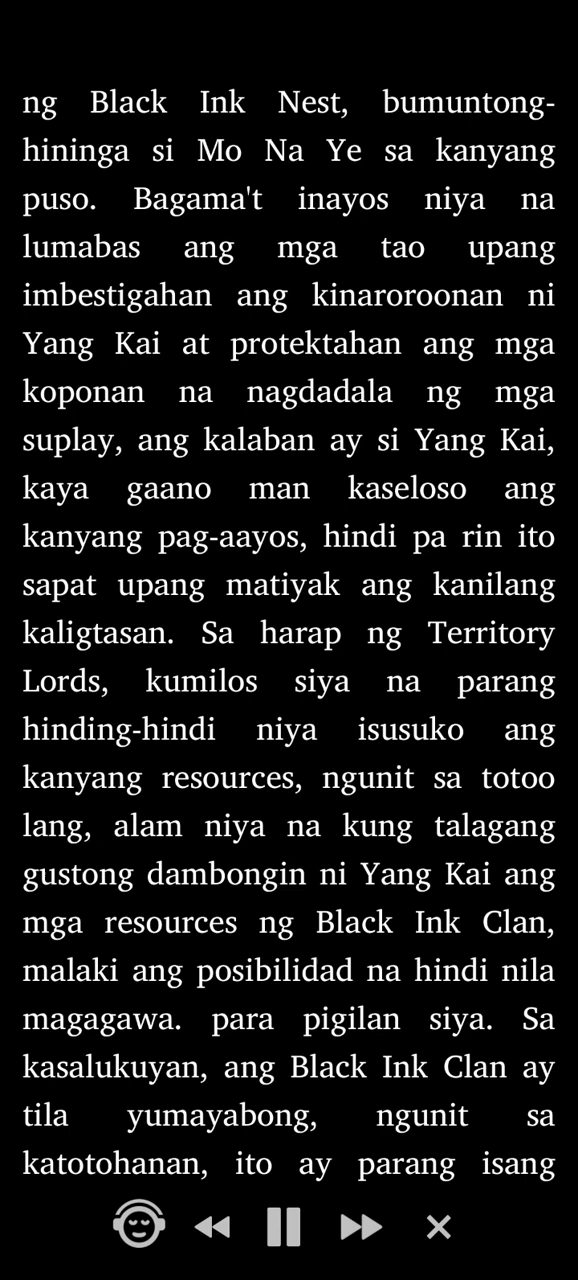 ng Black Ink Nest, bumuntong-
hininga si Mo Na Ye sa kanyang
puso. Bagama't inayos niya na
lumabas ang mga tao upang
imbestigahan ang kinaroroonan ni
Yang Kai at protektahan ang mga
koponan na nagdadala ng mga
suplay, ang kalaban ay si Yang Kai,
kaya gaano man kaseloso ang
kanyang pag-aayos, hindi pa rin ito
sapat upang matiyak ang kanilang
kaligtasan. Sa harap ng Territory
Lords, kumilos siya na parang
hinding-hindi niya isusuko ang
kanyang resources, ngunit sa totoo
lang, alam niya na kung talagang
gustong dambongin ni Yang Kai ang
mga resources ng Black Ink Clan,
malaki ang posibilidad na hindi nila
magagawa. para pigilan siya. Sa
kasalukuyan, ang Black Ink Clan ay
tila yumayabong, ngunit sa
katotohanan, ito ay parang isang